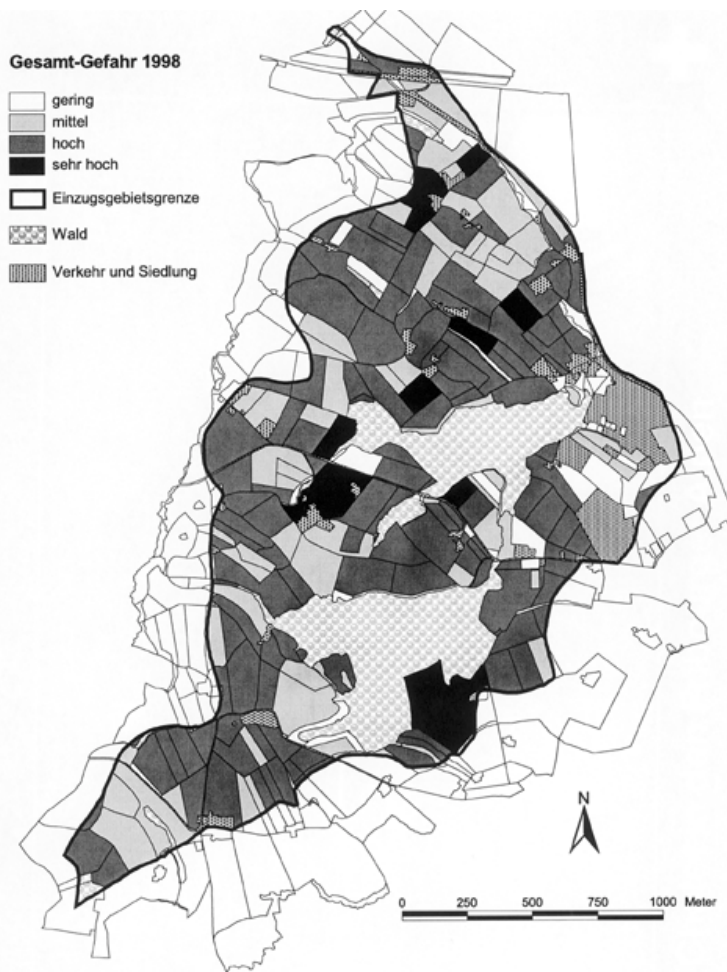 Gesamt-Gefahr 1998
gering
mittel
hoch
sehr hoch
Einzugsgebietsgrenze
Wald
Verkehr und Siedlung
N
0 250 500 750 1000 Meter